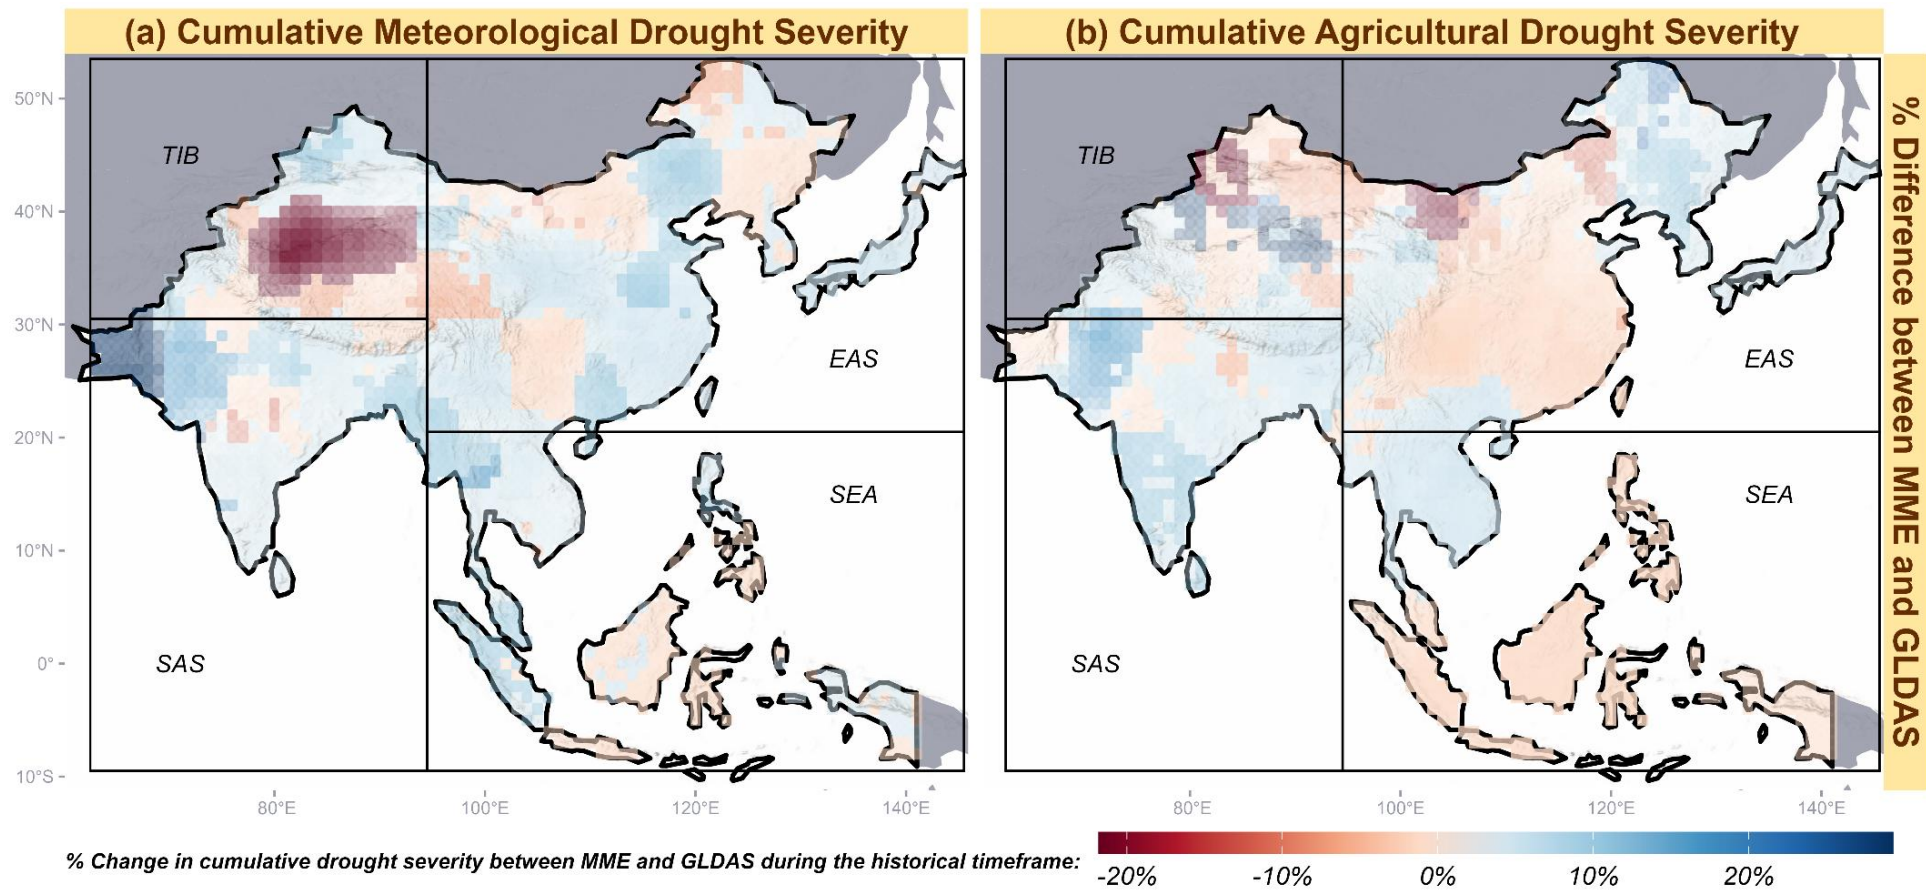 (a) Cumulative Meteorological Drought Severity
(b) Cumulative Agricultural Drought Severity
% Difference between MME and GLDAS
50°N
40°N
30°N
20°N
10°N
0°
10°S
TIB
EAS
SEA
SAS
TIB
EAS
SEA
SAS
80°E 100°E 120°E 140°E
80°E 100°E 120°E 140°E
% Change in cumulative drought severity between MME and GLDAS during the historical timeframe:
-20% -10% 0% 10% 20%